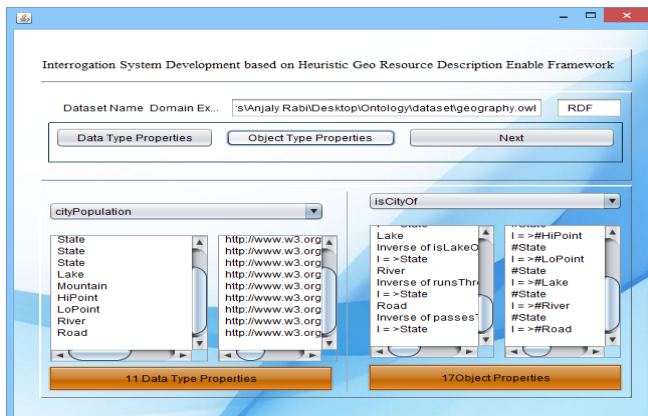 Interrogation System Development based on Heuristic Geo Resource Description Enable Framework
Dataset Name Domain Ex... 's\Anjaly Rabi\Desktop\Ontology\dataset\geography.owl RDF
Data Type Properties Object Type Properties Next
cityPopulation
State
State
State
Lake
Mountain
HiPoint
LoPoint
River
Road
http://www.w3.org
http://www.w3.org
http://www.w3.org
http://www.w3.org
http://www.w3.org
http://www.w3.org
http://www.w3.org
http://www.w3.org
http://www.w3.org
11 Data Type Properties
isCityOf
Lake
Inverse of isLakeO
I = >State
River
Inverse of runsThr
I = >State
Road
Inverse of passesT
I = >State
#State
I = >#HiPoint
#State
I = >#LoPoint
#State
I = >#Lake
#State
I = >#River
#State
I = >#Road
17Object Properties